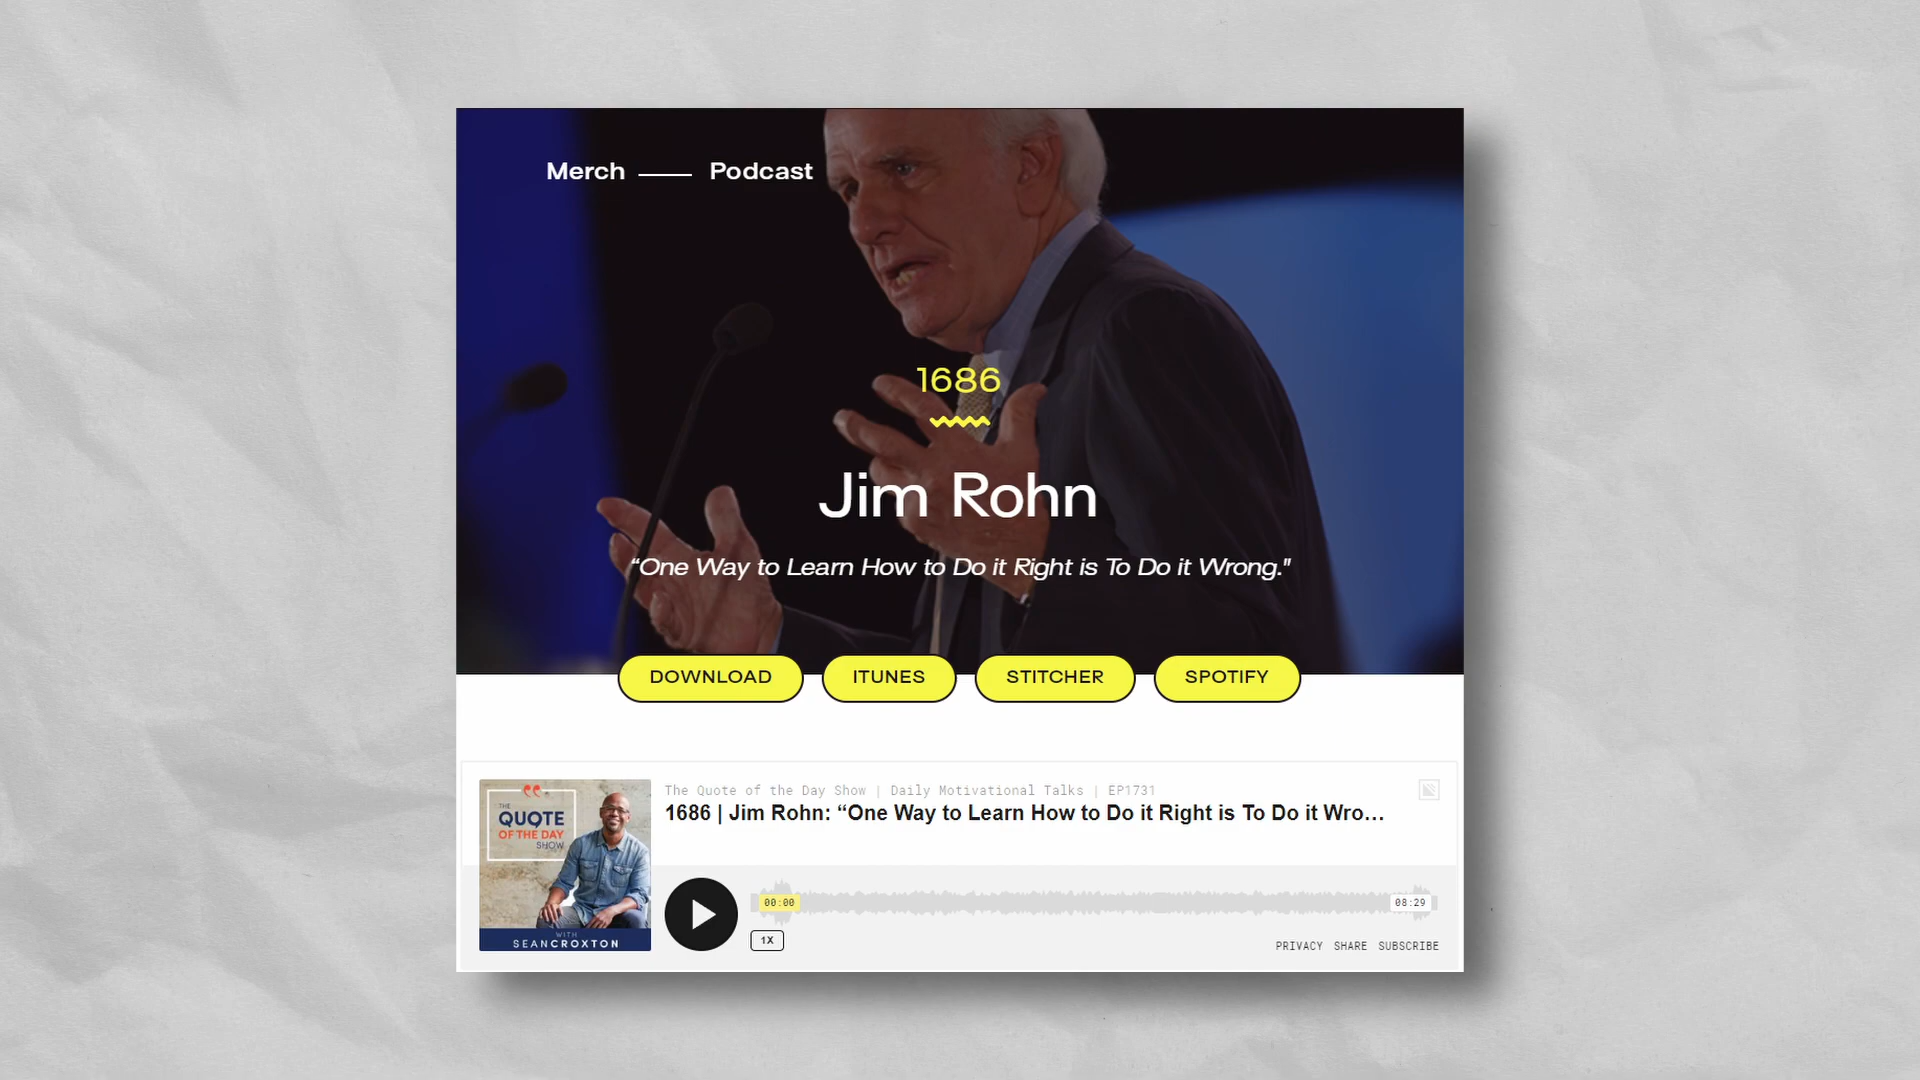 Merch Podcast
1686
Jim Rohn
“One Way to Learn How to Do it Right is To Do it Wrong."
DOWNLOAD ITUNES STITCHER SPOTIFY
The Quote of the Day Show | Daily Motivational Talks | EP1731
1686 | Jim Rohn: “One Way to Learn How to Do it Right is To Do it Wro...
THE
QUOTE
OF THE DAY
SHOW
WITH
SEANCROXTON
00:00
08:29
1X
PRIVACY SHARE SUBSCRIBE